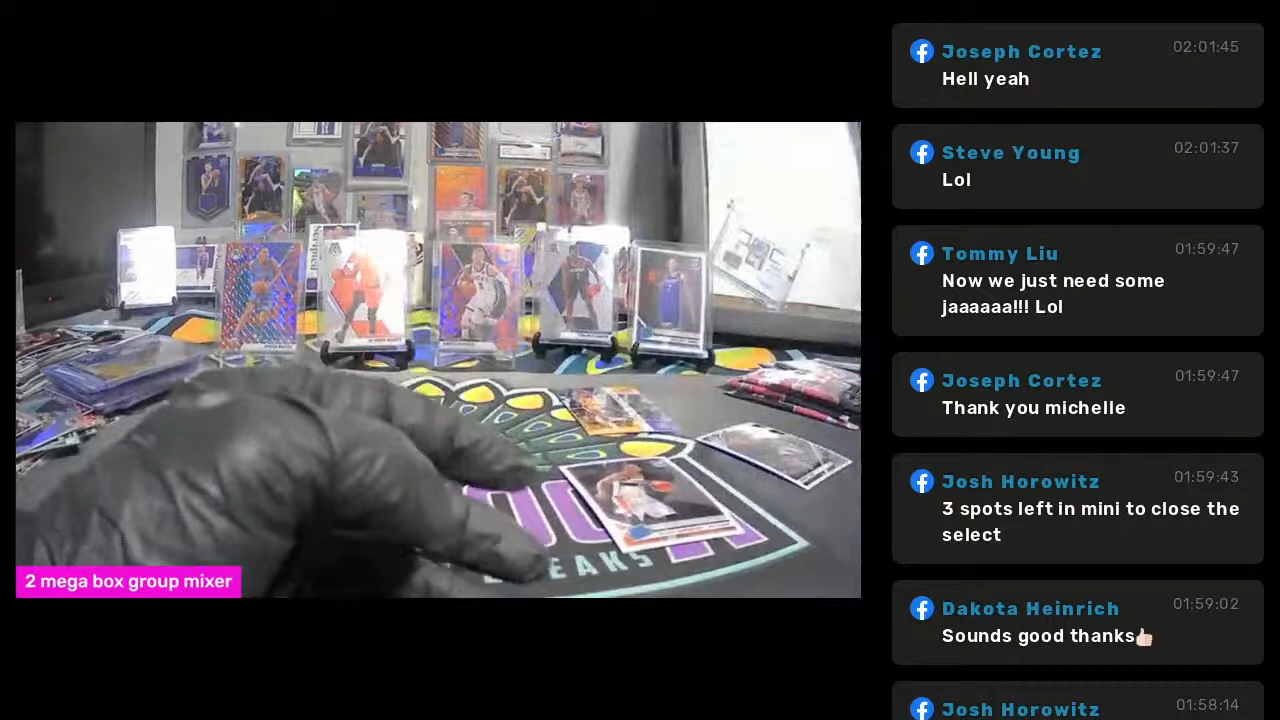 Joseph Cortez
02:01:45
Hell yeah
Steve Young
02:01:37
Lol
Tommy Liu
01:59:47
Now we just need some
jaaaaaa!!! Lol
Joseph Cortez
01:59:47
Thank you michelle
Josh Horowitz
01:59:43
3 spots left in mini to close the
select
Dakota Heinrich
01:59:02
Sounds good thanks👍🏻
Josh Horowitz
01:58:14
2 mega box group mixer